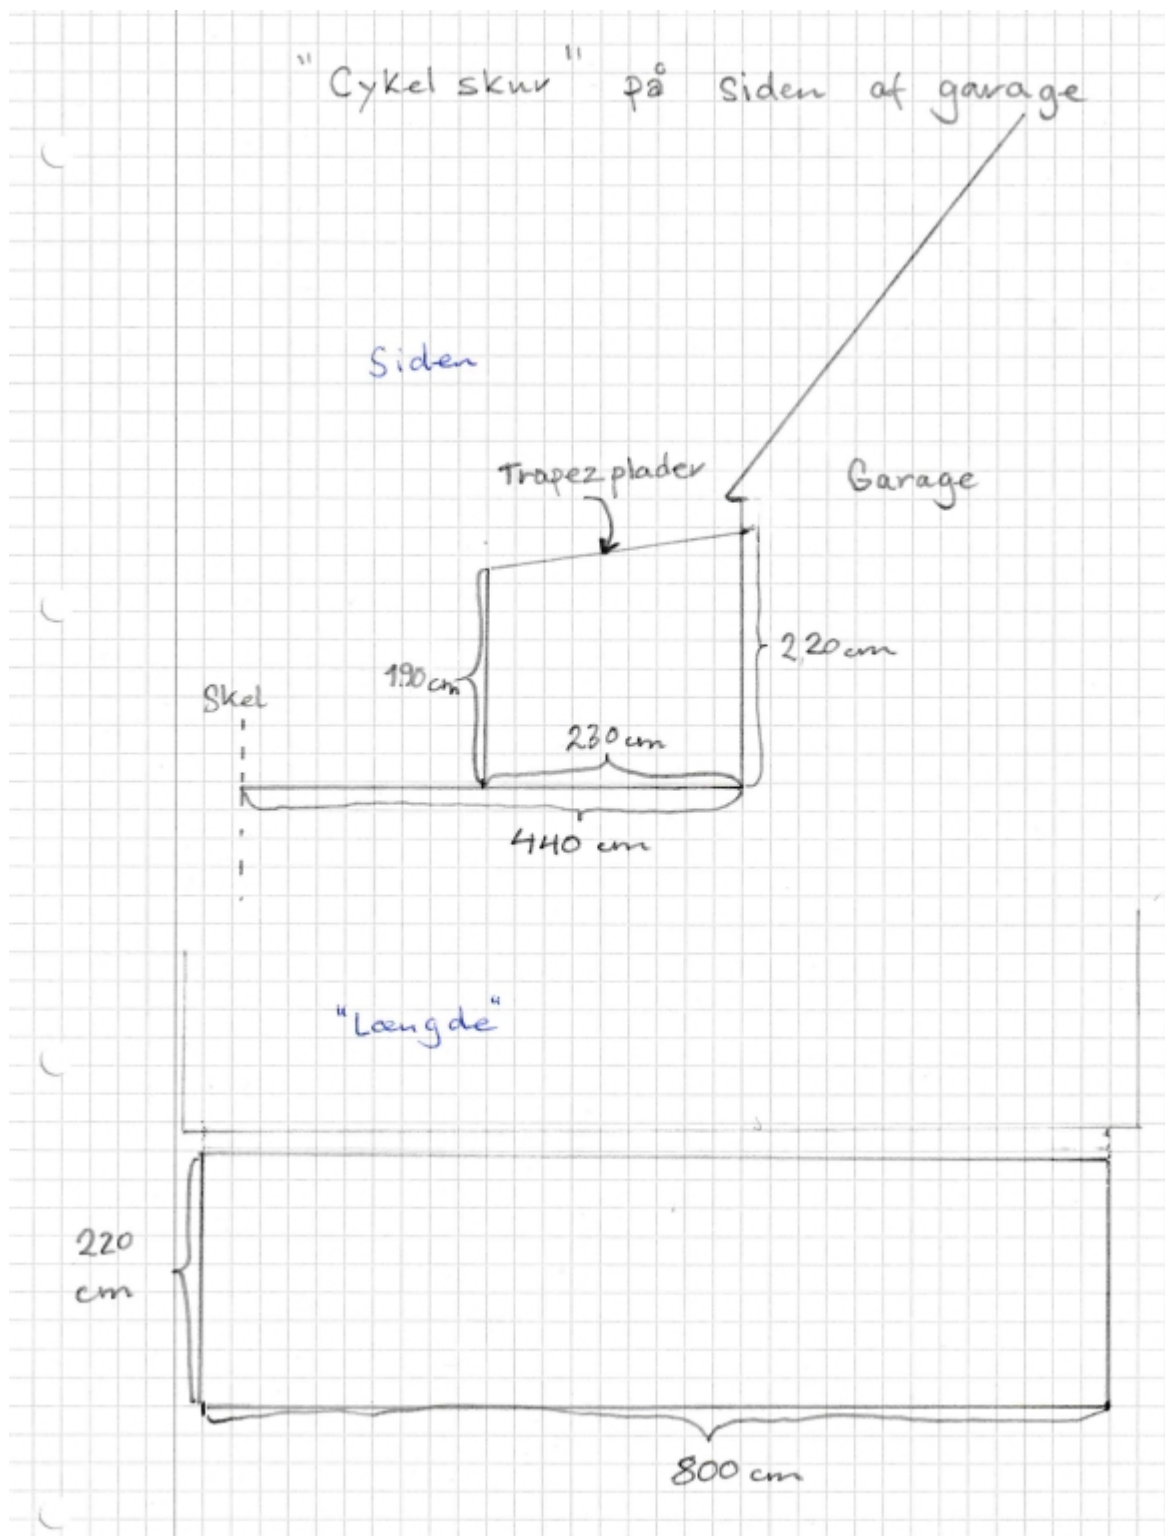 "Cykel skur" på siden af garage
Siden
Trapez plader
Garage
190 cm
220 cm
Skel
230 cm
440 cm
"Længde"
220
cm
800 cm